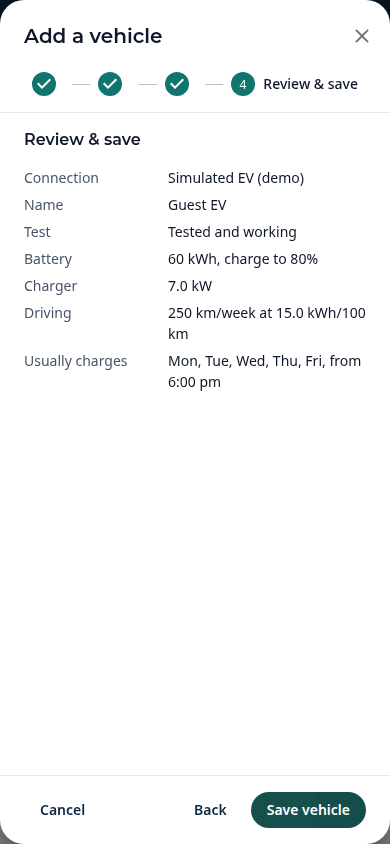 Add a vehicle
4 Review & save
Review & save
Connection Simulated EV (demo)
Name Guest EV
Test Tested and working
Battery 60 kWh, charge to 80%
Charger 7.0 kW
Driving 250 km/week at 15.0 kWh/100
km
Usually charges Mon, Tue, Wed, Thu, Fri, from
6:00 pm
Cancel Back Save vehicle